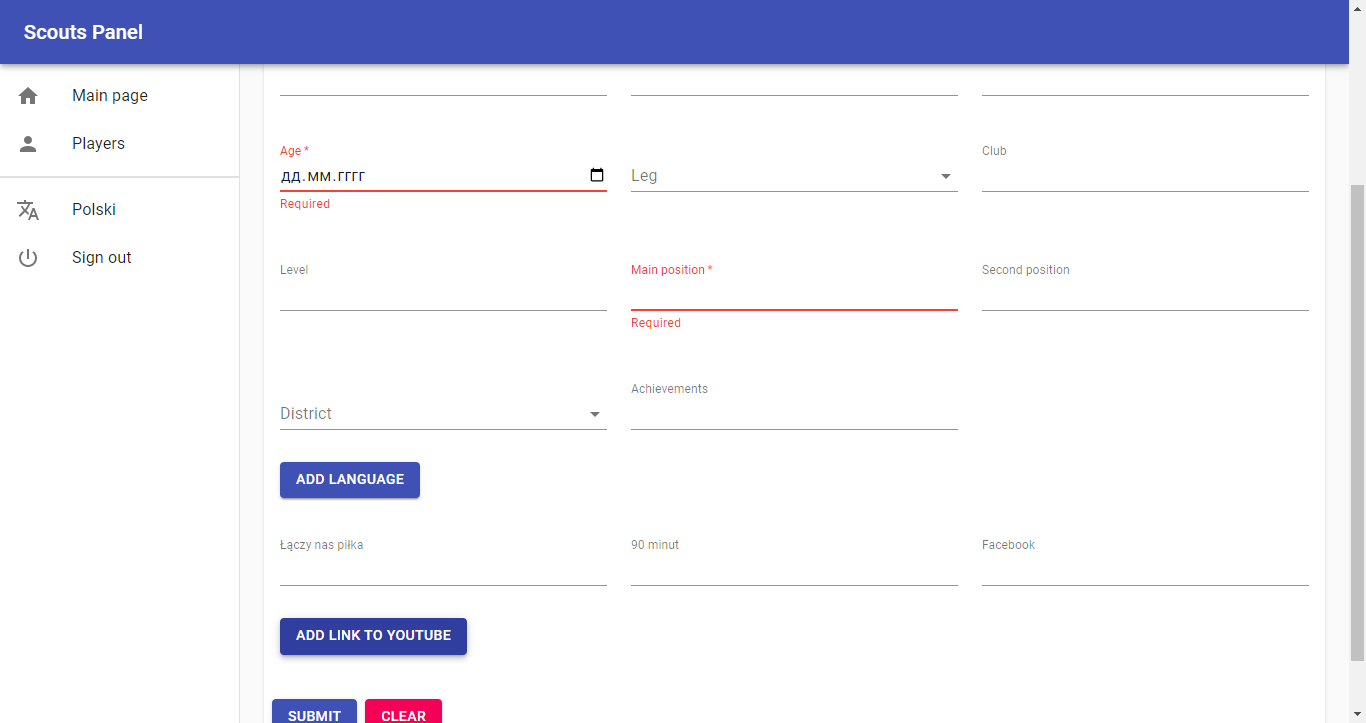 Scouts Panel
Main page
Players
Polski
Sign out
Age *
дд.мм.гггг
Required
Leg
Club
Level
Main position *
Required
Second position
District
Achievements
ADD LANGUAGE
Łączy nas piłka
90 minut
Facebook
ADD LINK TO YOUTUBE
SUBMIT
CLEAR